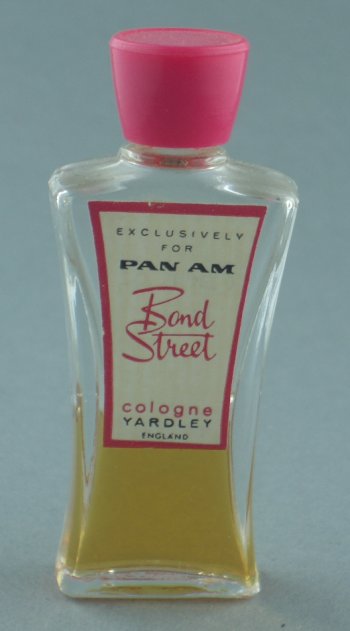 EXCLUSIVELY
FOR
PAN AM
Bond
Street
cologne
YARDLEY
ENGLAND